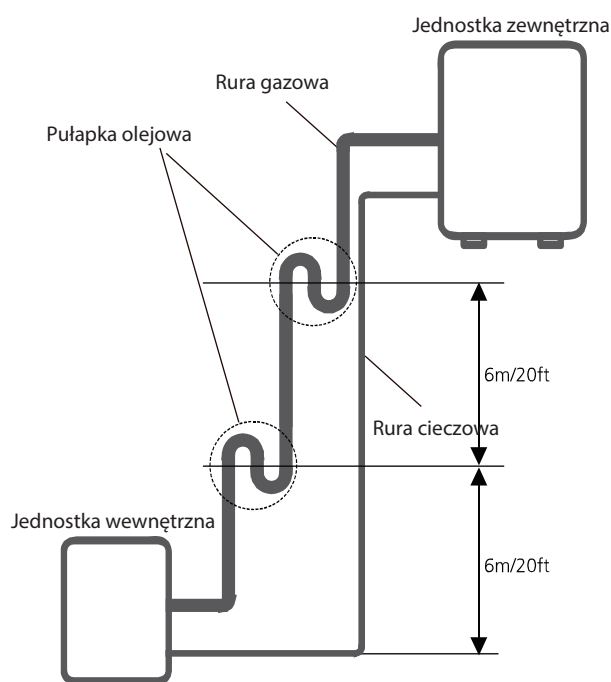 Jednostka zewnętrzna
Rura gazowa
Pułapka olejowa
6m/20ft
Rura cieczowa
Jednostka wewnętrzna
6m/20ft